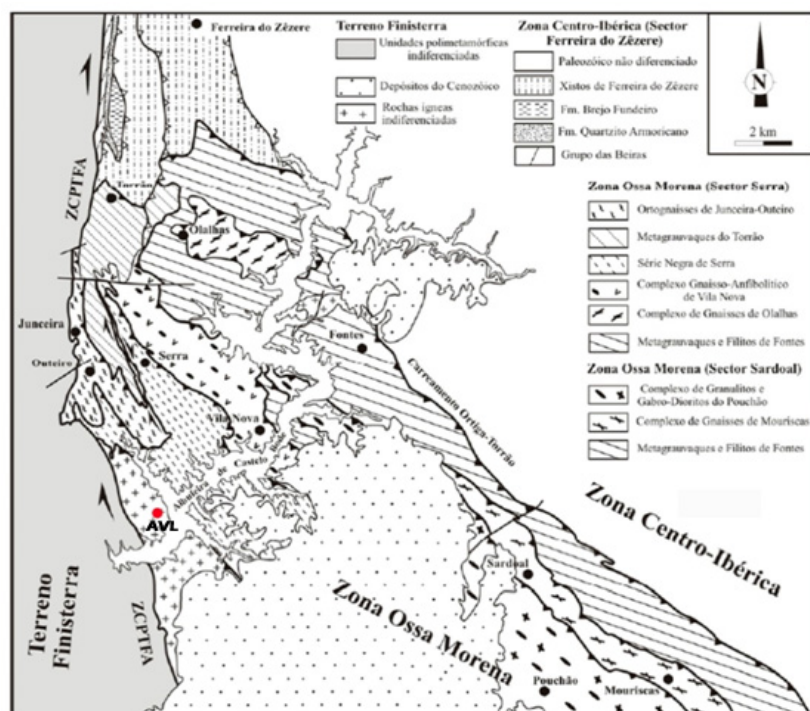 Ferreira do Zêzere
Terreno Finisterra
Unidades polimetamórficas
indiferenciadas
Depósitos do Cenozóico
Rochas ígneas
indiferenciadas
Zona Centro-Ibérica (Sector
Ferreira do Zêzere)
Paleozóico não diferenciado
Xistos de Ferreira do Zêzere
Fm. Brejo Fundeiro
Fm. Quartzito Armoricano
Grupo das Beiras
N
2 km
Zona Ossa Morena (Sector Serra)
Ortognaisses de Junceira-Outeiro
Metagrauvaques do Torrão
Série Negra de Serra
Complexo Gnaisso-Anfibolítico
de Vila Nova
Complexo de Gnaisses de Olalhas
Metagrauvaques e Filitos de Fontes
Zona Ossa Morena (Sector Sardoal)
Complexo de Granulitos e
Gabro-Dioritos do Pouchão
Complexo de Gnaisses de Mouriscas
Metagrauvaques e Filitos de Fontes
ZCPTFA
Torrão
Olalhas
Junceira
Outeiro
Serra
Fontes
Vila Nova
Carreamento Ortiga-Torrão
de Castelo
AVL
Terreno
Finisterra
ZCPTFA
Zona Ossa Morena
Zona Centro-Ibérica
Sardoal
Pouchão
Mouriscas